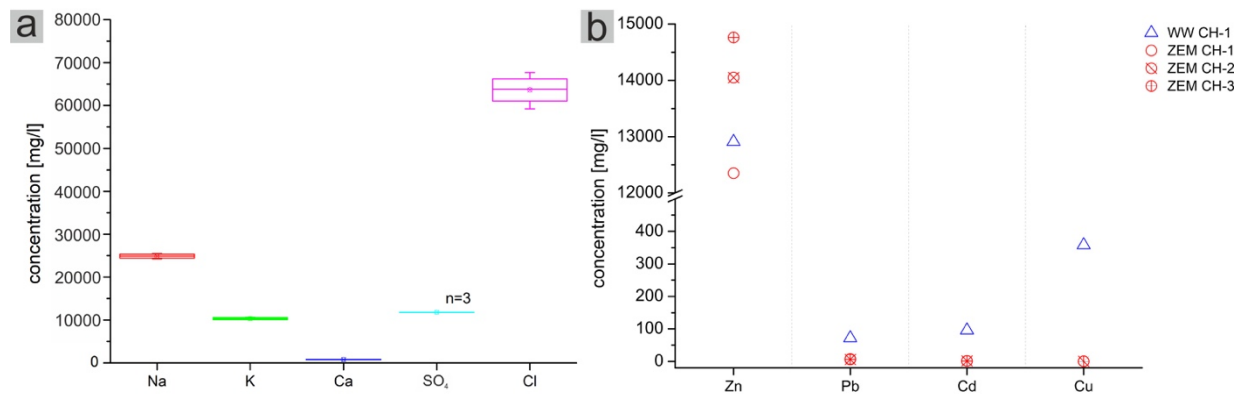 a
concentration [mg/l]
80000
70000
60000
50000
40000
30000
20000
10000
0
n=3
Na K Ca SO₄ Cl
b
concentration [mg/l]
15000
14000
13000
12000
400
300
200
100
0
Zn Pb Cd Cu
WW CH-1
ZEM CH-1
ZEM CH-2
ZEM CH-3